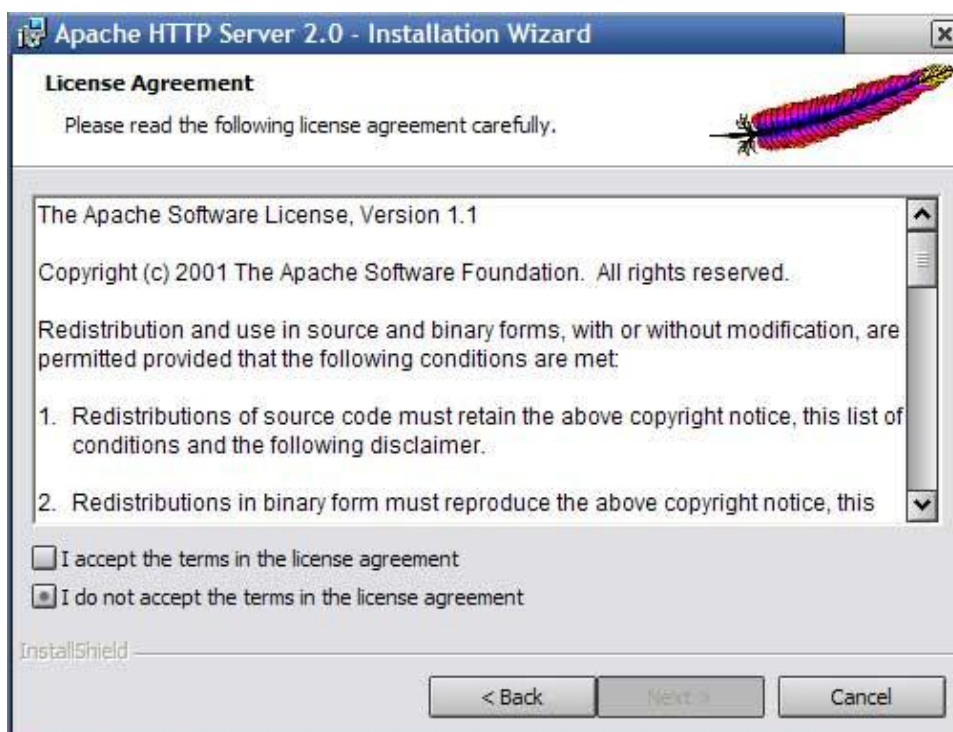 Apache HTTP Server 2.0 - Installation Wizard
License Agreement
Please read the following license agreement carefully.
The Apache Software License, Version 1.1
Copyright (c) 2001 The Apache Software Foundation.  All rights reserved.
Redistribution and use in source and binary forms, with or without modification, are
permitted provided that the following conditions are met:
1.  Redistributions of source code must retain the above copyright notice, this list of
conditions and the following disclaimer.
2.  Redistributions in binary form must reproduce the above copyright notice, this
I accept the terms in the license agreement
I do not accept the terms in the license agreement
InstallShield
< Back
Next >
Cancel